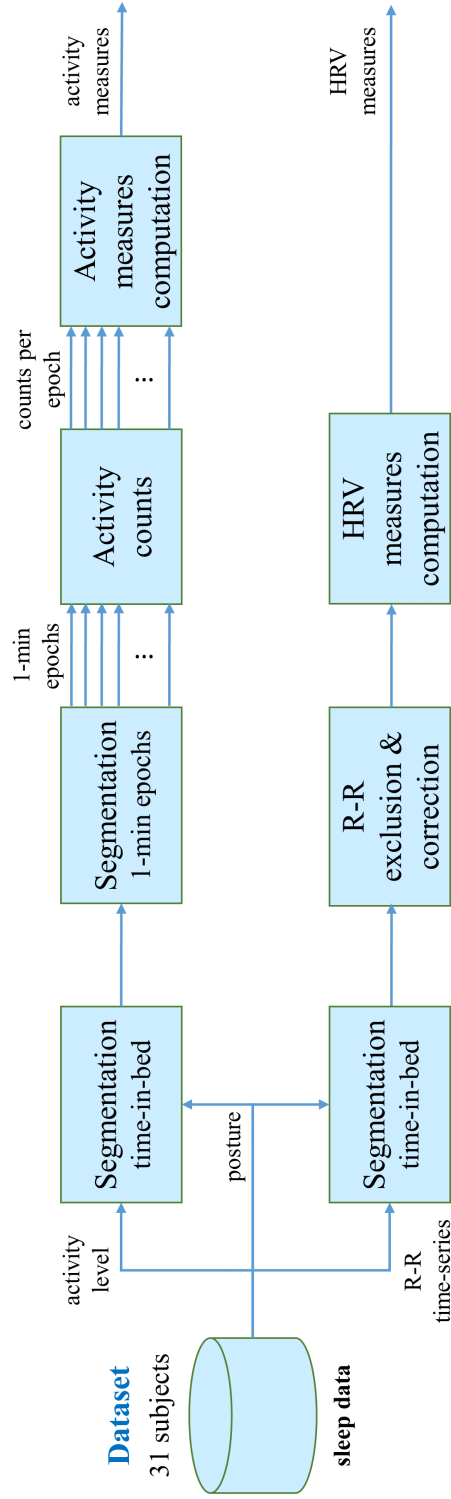 Dataset
31 subjects
sleep data
activity
level
posture
R-R
time-series
Segmentation
time-in-bed
Segmentation
1-min epochs
1-min
epochs
...
Activity
counts
counts per
epoch
...
Activity
measures
computation
activity
measures
Segmentation
time-in-bed
R-R
exclusion &
correction
HRV
measures
computation
HRV
measures